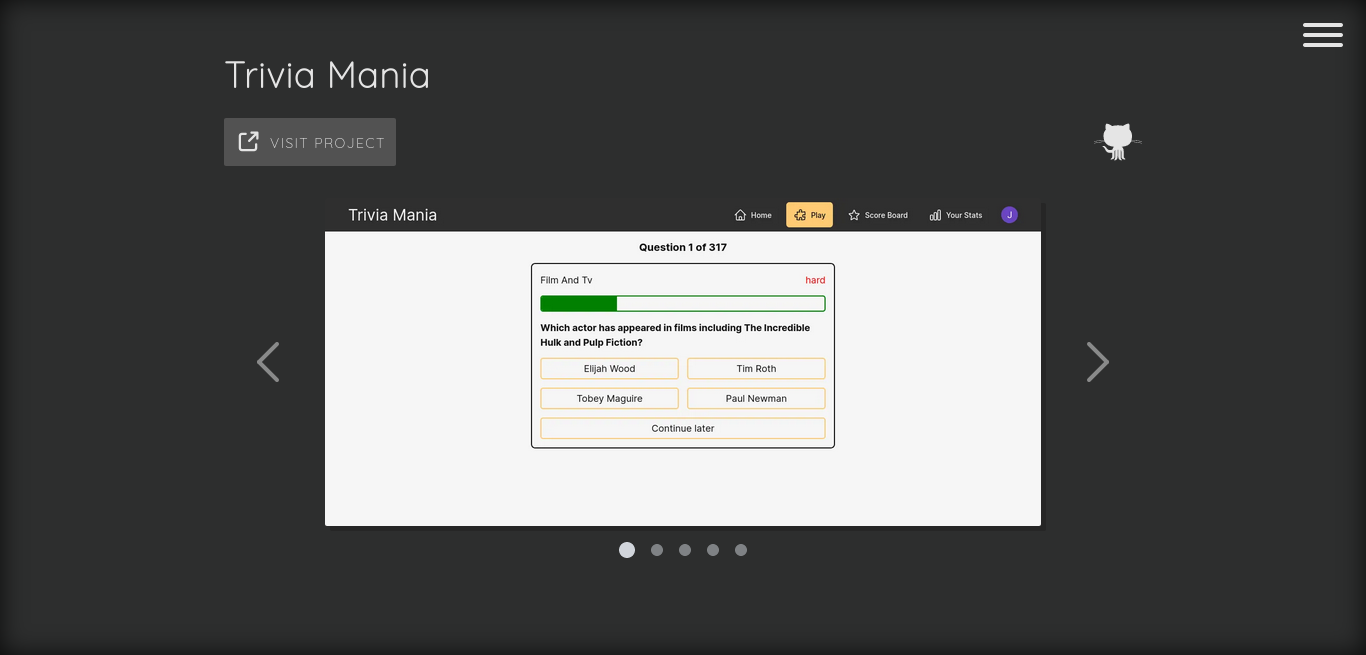 Trivia Mania
VISIT PROJECT
Trivia Mania
Home
Play
Score Board
Your Stats
J
Question 1 of 317
Film And Tv
hard
Which actor has appeared in films including The Incredible
Hulk and Pulp Fiction?
Elijah Wood
Tim Roth
Tobey Maguire
Paul Newman
Continue later